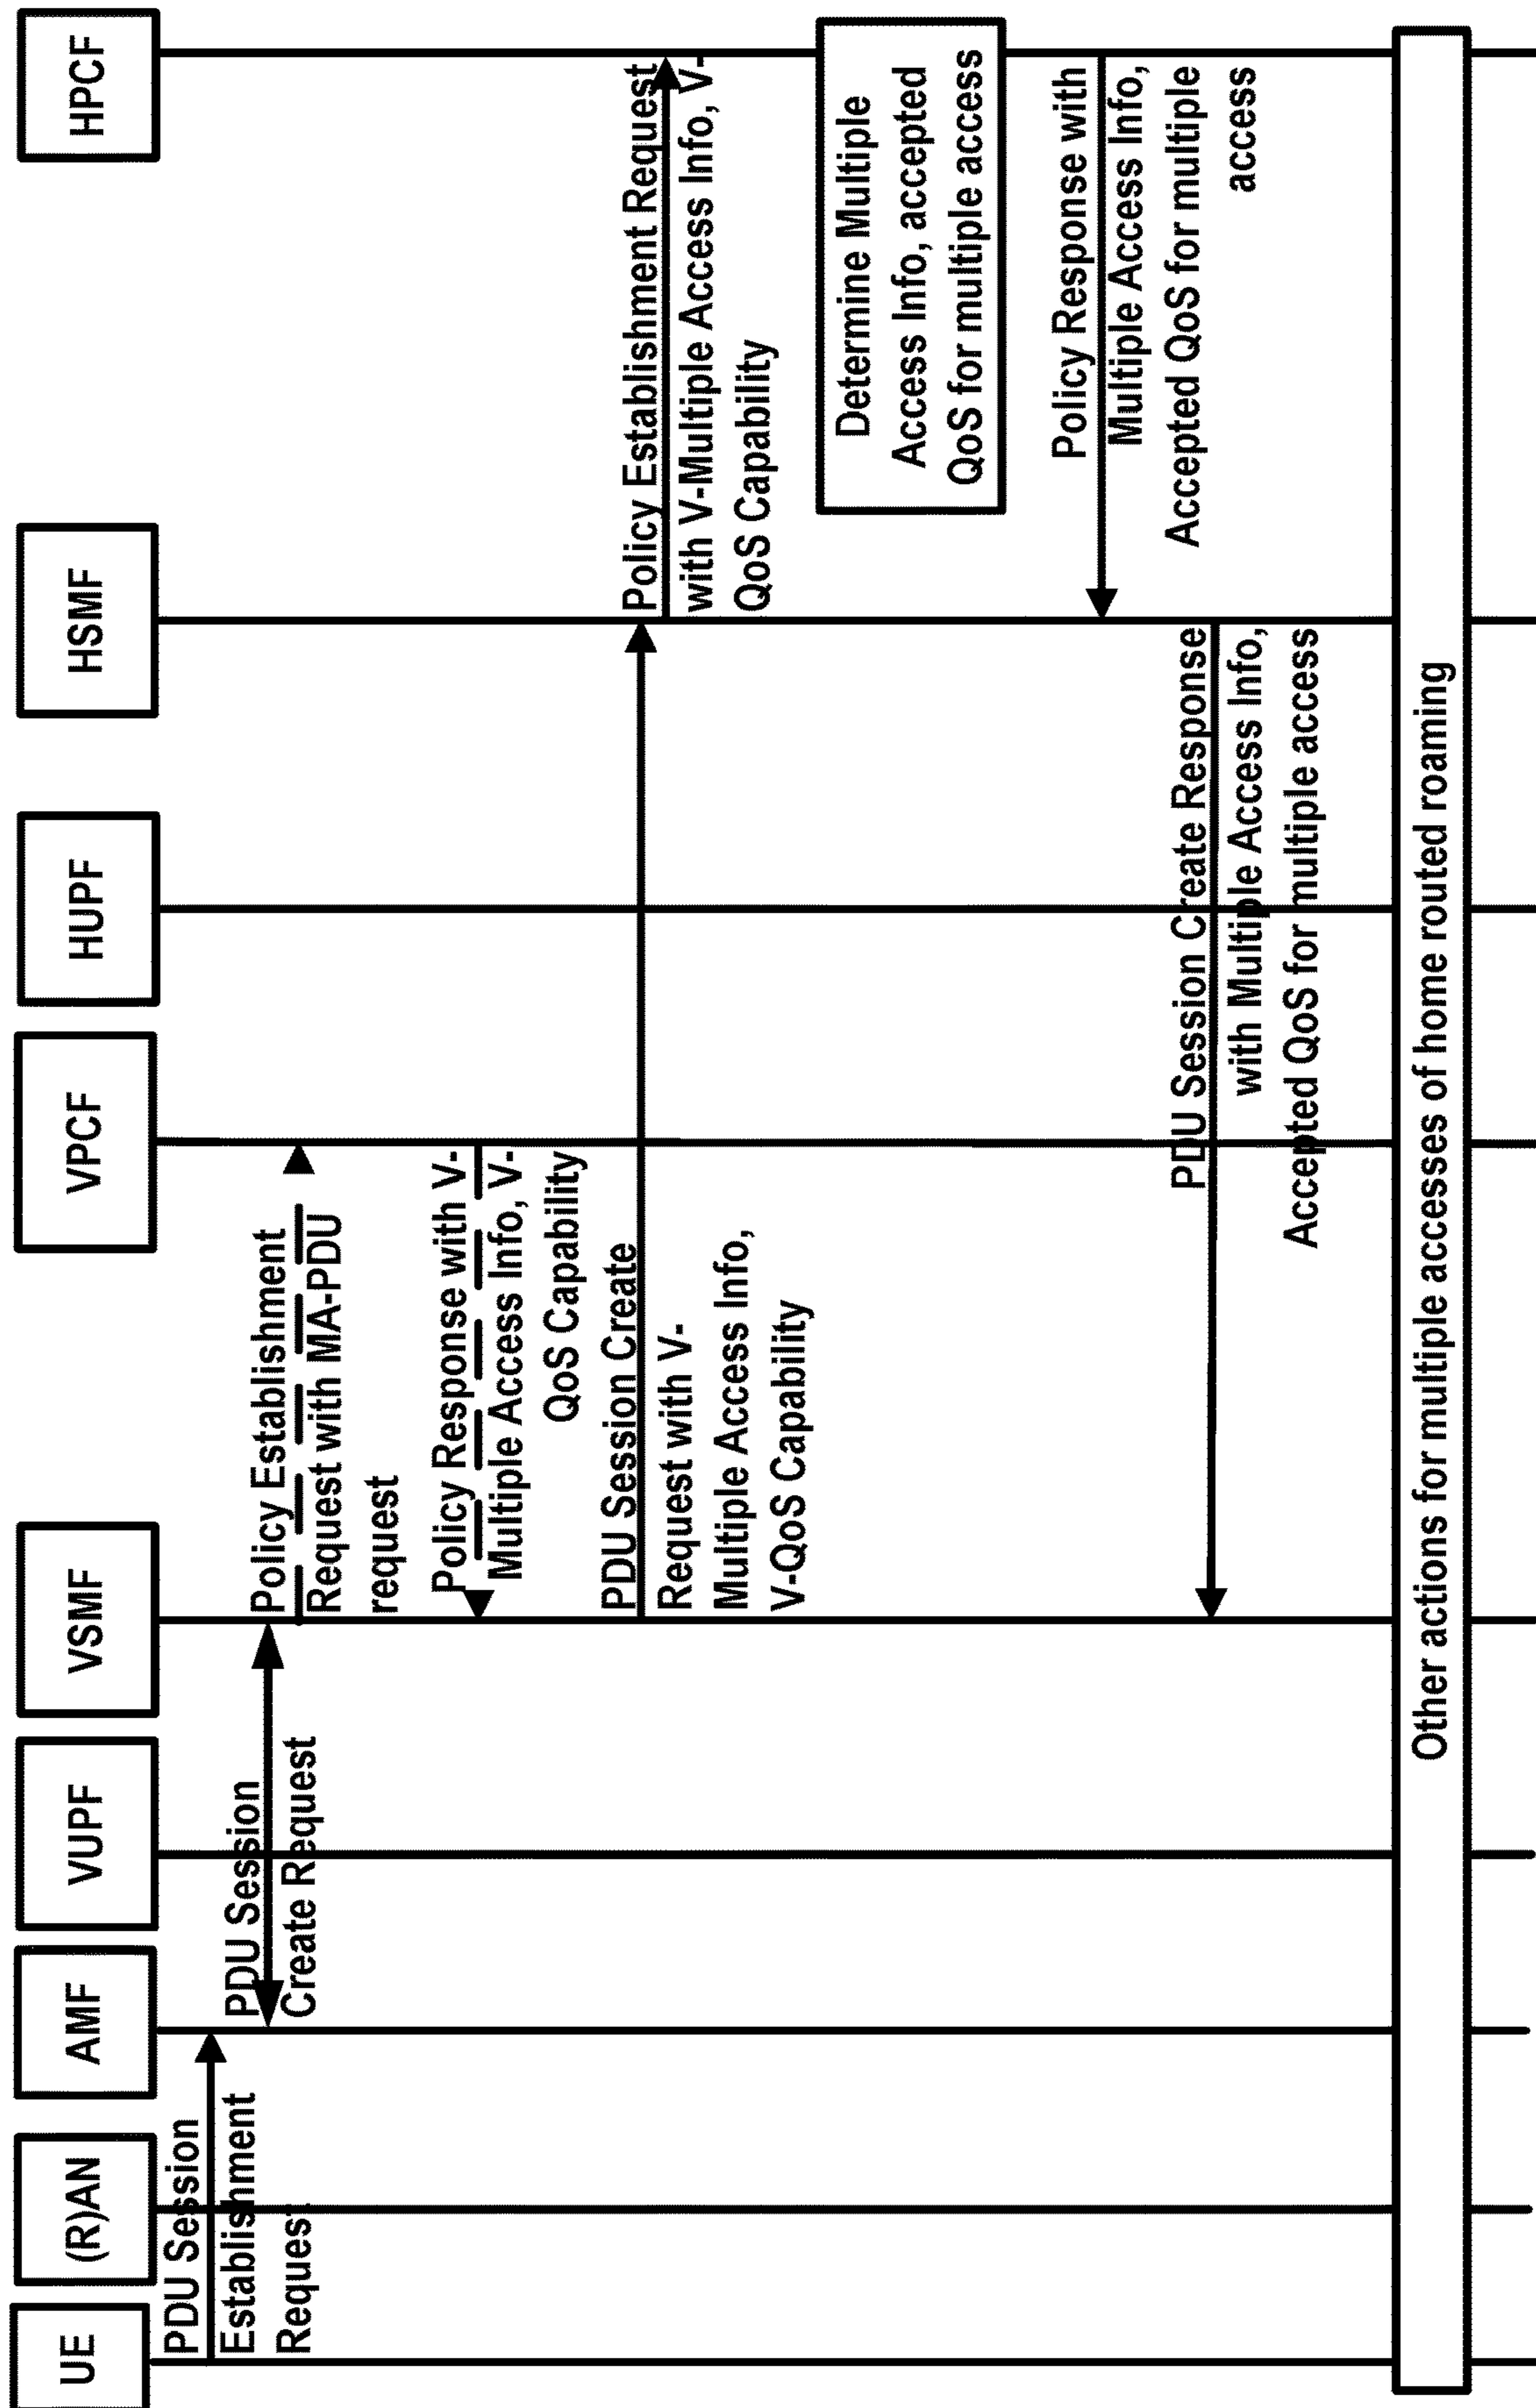 UE
(R)AN
AMF
VUPF
VSMF
VPCF
HUPF
HSMF
HPCF
PDU Session
Establishment
Request
PDU Session
Create Request
Policy Establishment
Request with MA-PDU
request
Policy Response with V-
Multiple Access Info, V-
QoS Capability
PDU Session Create
Request with V-
Multiple Access Info,
V-QoS Capability
Policy Establishment Request
with V-Multiple Access Info, V-
QoS Capability
Determine Multiple
Access Info, accepted
QoS for multiple access
Policy Response with
Multiple Access Info,
Accepted QoS for multiple
access
PDU Session Create Response
with Multiple Access Info,
Accepted QoS for multiple access
Other actions for multiple accesses of home routed roaming